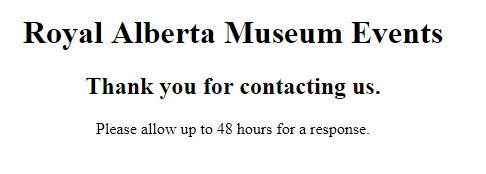 Royal Alberta Museum Events
Thank you for contacting us.
Please allow up to 48 hours for a response.